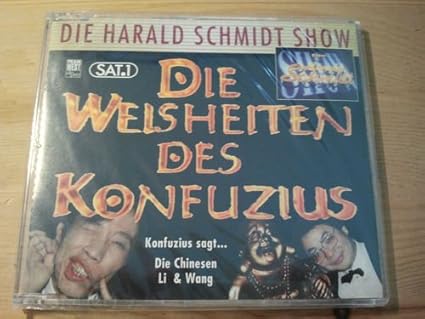 DIE HARALD SCHMIDT SHOW
SAT.1
DIE
WEISHEITEN
DES
KONFUZIUS
Konfuzius sagt...
Die Chinesen
Li & Wang